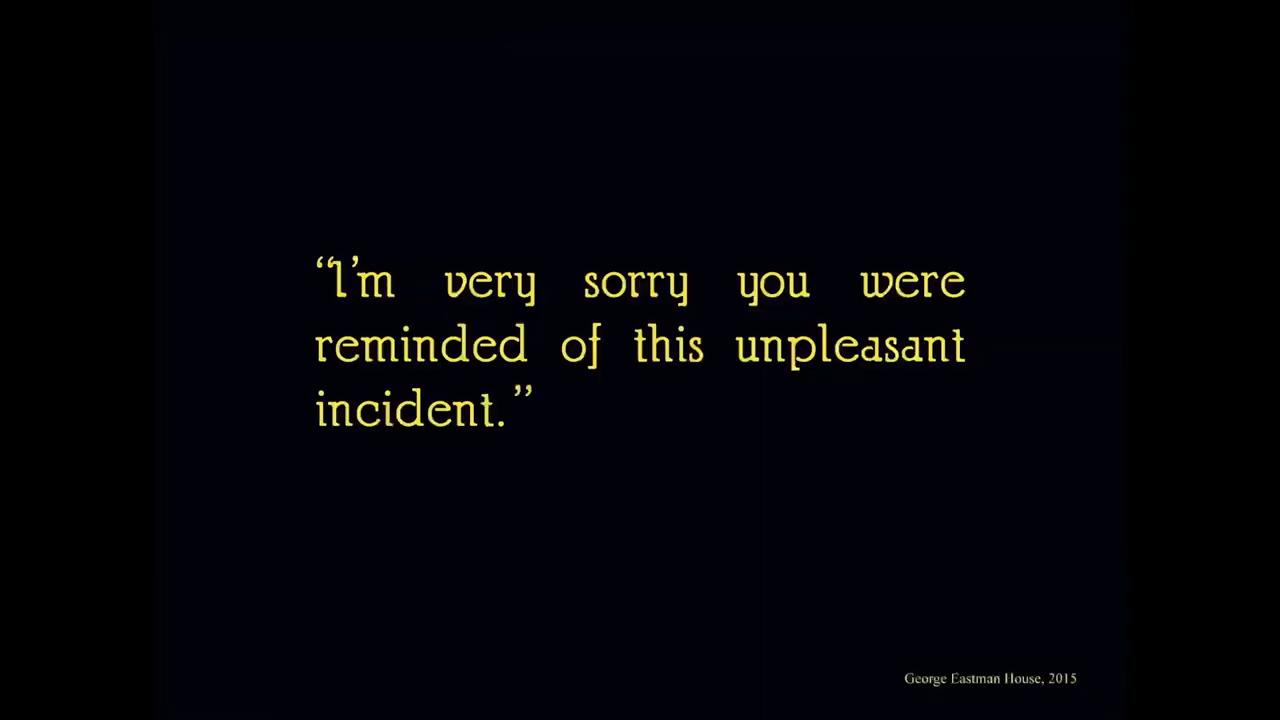 “I’m very sorry you were
reminded of this unpleasant
incident.”
George Eastman House, 2015